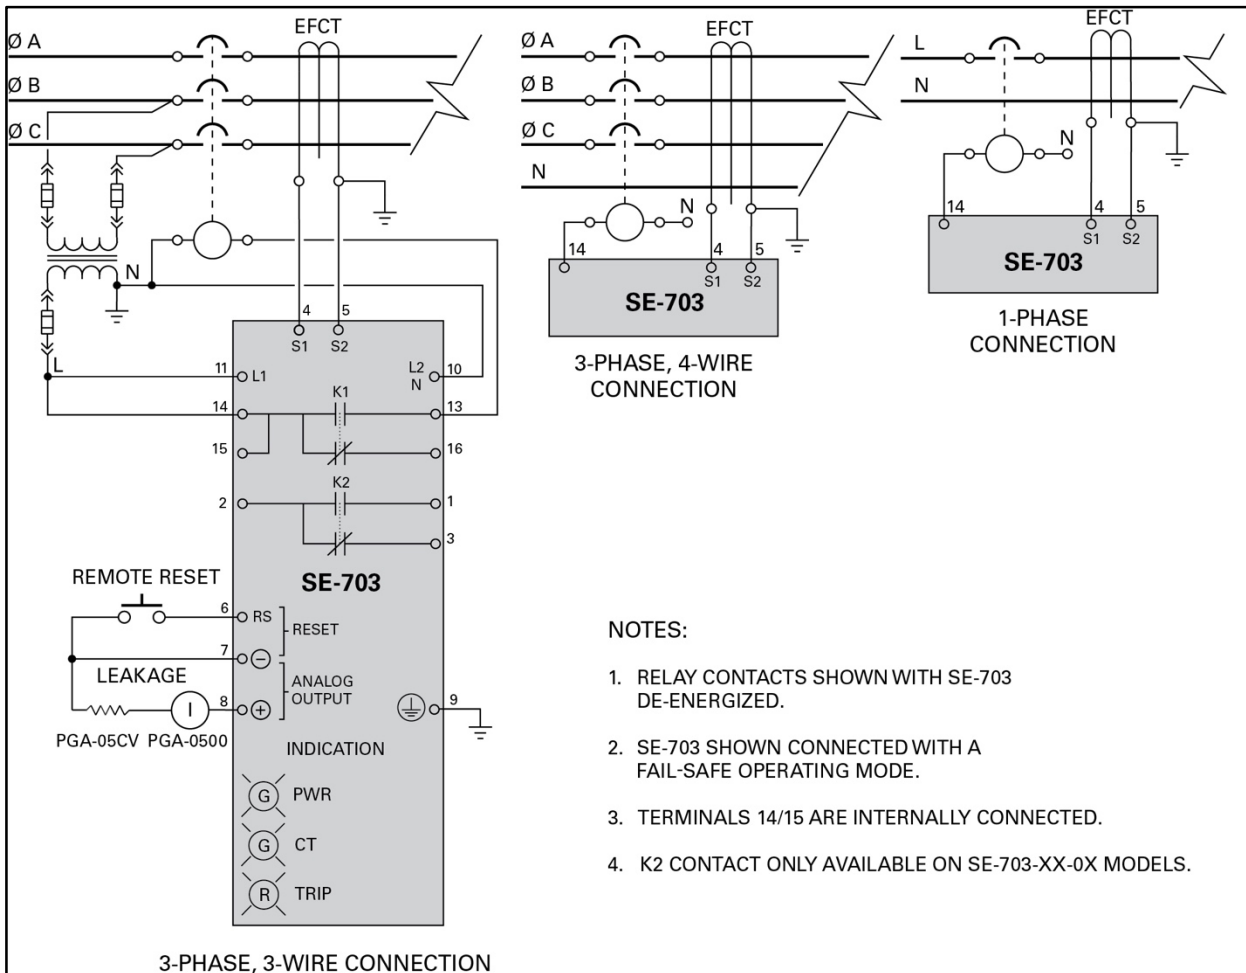 EFCT
Ø A
Ø B
Ø C
N
L
4
5
S1
S2
11
L1
L2
N
10
14
K1
13
15
16
2
K2
1
3
SE-703
REMOTE RESET
6
RS
RESET
7
−
LEAKAGE
ANALOG
OUTPUT
8
I
+
9
PGA-05CV
PGA-0500
INDICATION
G
PWR
G
CT
R
TRIP
3-PHASE, 3-WIRE CONNECTION
EFCT
Ø A
Ø B
Ø C
N
N
14
4
5
S1
S2
SE-703
3-PHASE, 4-WIRE
CONNECTION
EFCT
L
N
N
14
4
5
S1
S2
SE-703
1-PHASE
CONNECTION
NOTES:
1. RELAY CONTACTS SHOWN WITH SE-703
DE-ENERGIZED.
2. SE-703 SHOWN CONNECTED WITH A
FAIL-SAFE OPERATING MODE.
3. TERMINALS 14/15 ARE INTERNALLY CONNECTED.
4. K2 CONTACT ONLY AVAILABLE ON SE-703-XX-0X MODELS.